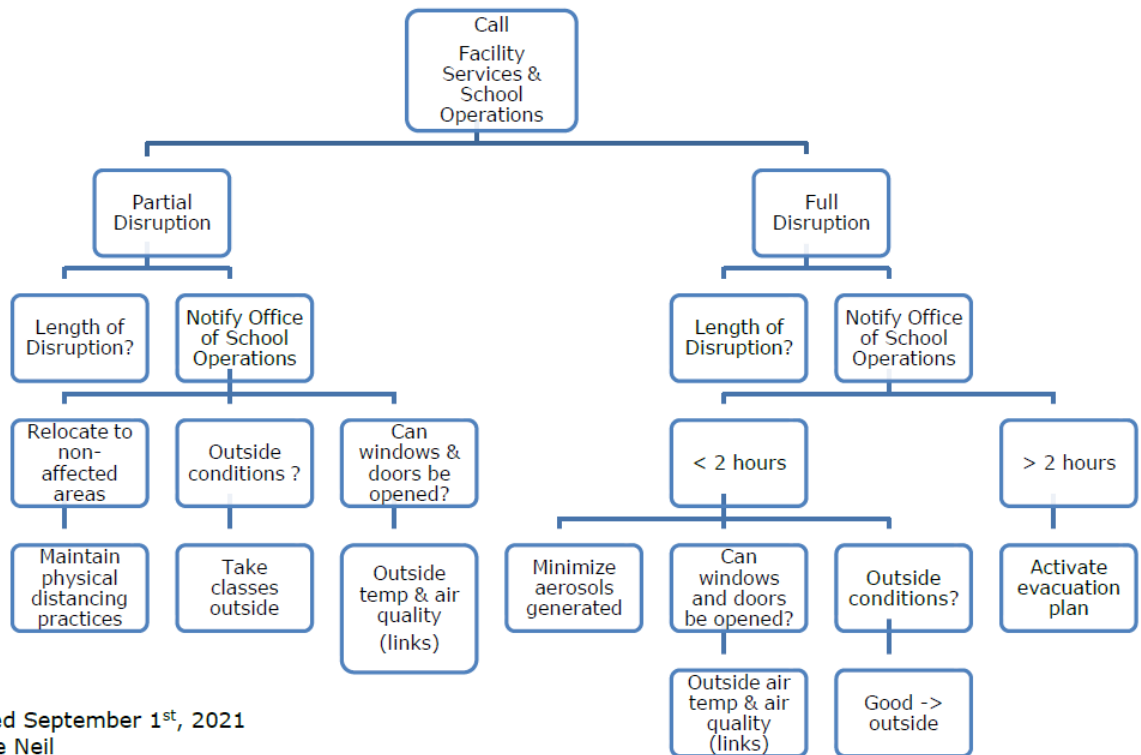 Call
Facility
Services &
School
Operations
Partial
Disruption
Full
Disruption
Length of
Disruption?
Notify Office
of School
Operations
Length of
Disruption?
Notify Office
of School
Operations
Relocate to
non-
affected
areas
Outside
conditions ?
Can
windows &
doors be
opened?
< 2 hours
> 2 hours
Maintain
physical
distancing
practices
Take
classes
outside
Outside
temp & air
quality
(links)
Minimize
aerosols
generated
Can
windows
and doors
be opened?
Outside
conditions?
Activate
evacuation
plan
Outside air
temp & air
quality
(links)
Good ->
outside
September 1st, 2021
Neil